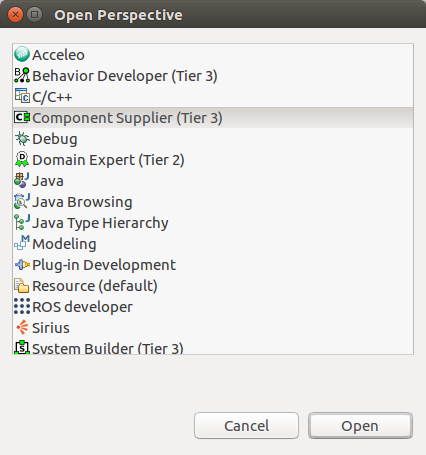 Open Perspective
Acceleo
Behavior Developer (Tier 3)
C/C++
Component Supplier (Tier 3)
Debug
Domain Expert (Tier 2)
Java
Java Browsing
Java Type Hierarchy
Modeling
Plug-in Development
Resource (default)
ROS developer
Sirius
System Builder (Tier 3)
Cancel
Open